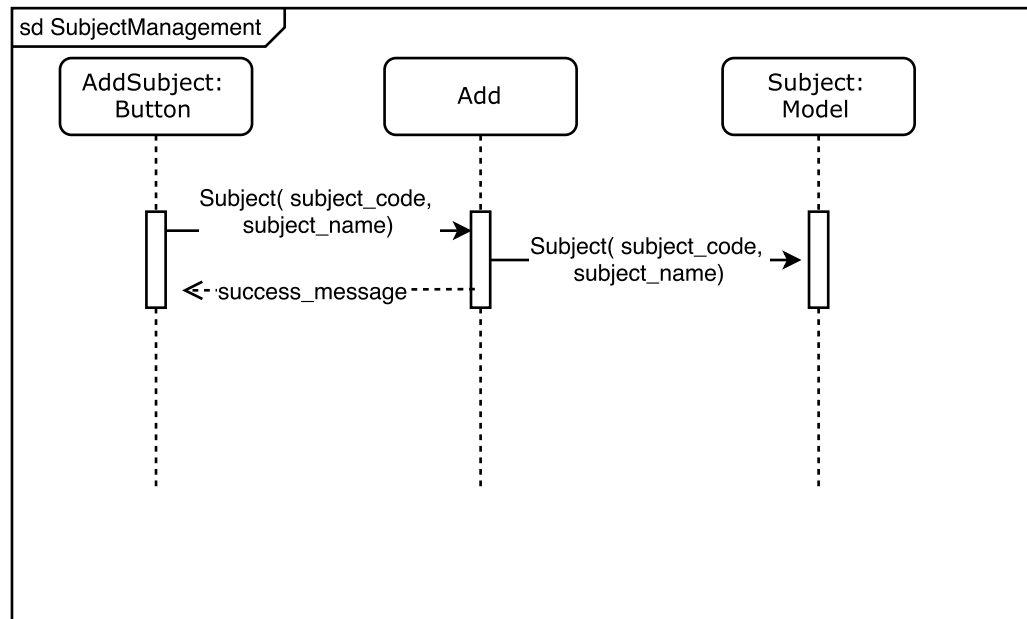 sd SubjectManagement
AddSubject:
Button
Add
Subject:
Model
Subject( subject_code,
subject_name)
Subject( subject_code,
subject_name)
success_message